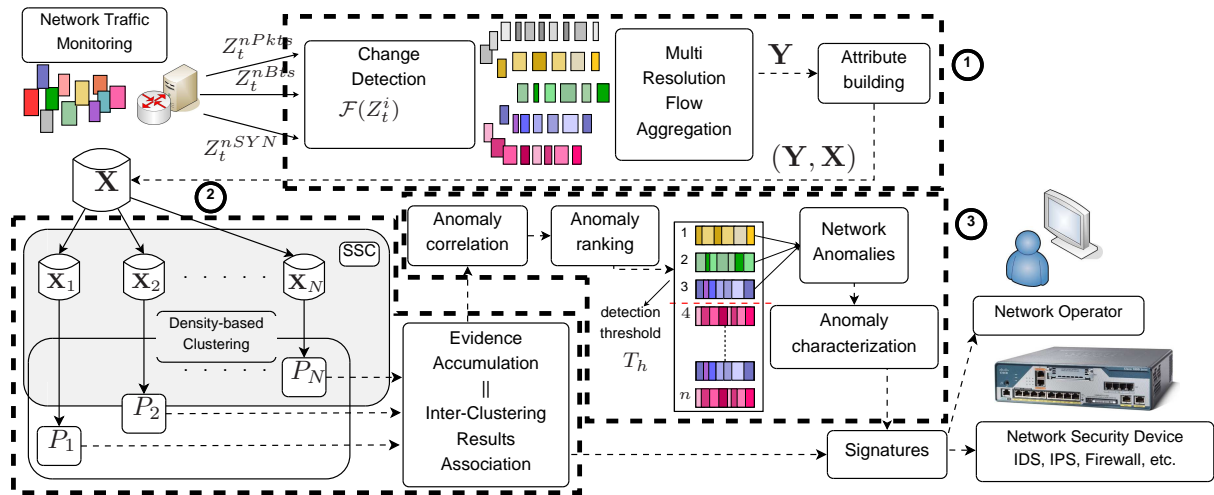 Network Traffic
Monitoring
Z_t^{nPkts}
Z_t^{nBts}
Z_t^{nSYN}
Change
Detection
F(Z_t^i)
Multi
Resolution
Flow
Aggregation
Y
Attribute
building
1
(Y, X)
X
2
SSC
x_1
x_2
. . . . .
x_N
Density-based
Clustering
. . . . .
P_N
P_2
P_1
Evidence
Accumulation
||
Inter-Clustering
Results
Association
Anomaly
correlation
Anomaly
ranking
detection
threshold
T_h
1
2
3
4
n
Network
Anomalies
Anomaly
characterization
3
Network Operator
Signatures
Network Security Device
IDS, IPS, Firewall, etc.